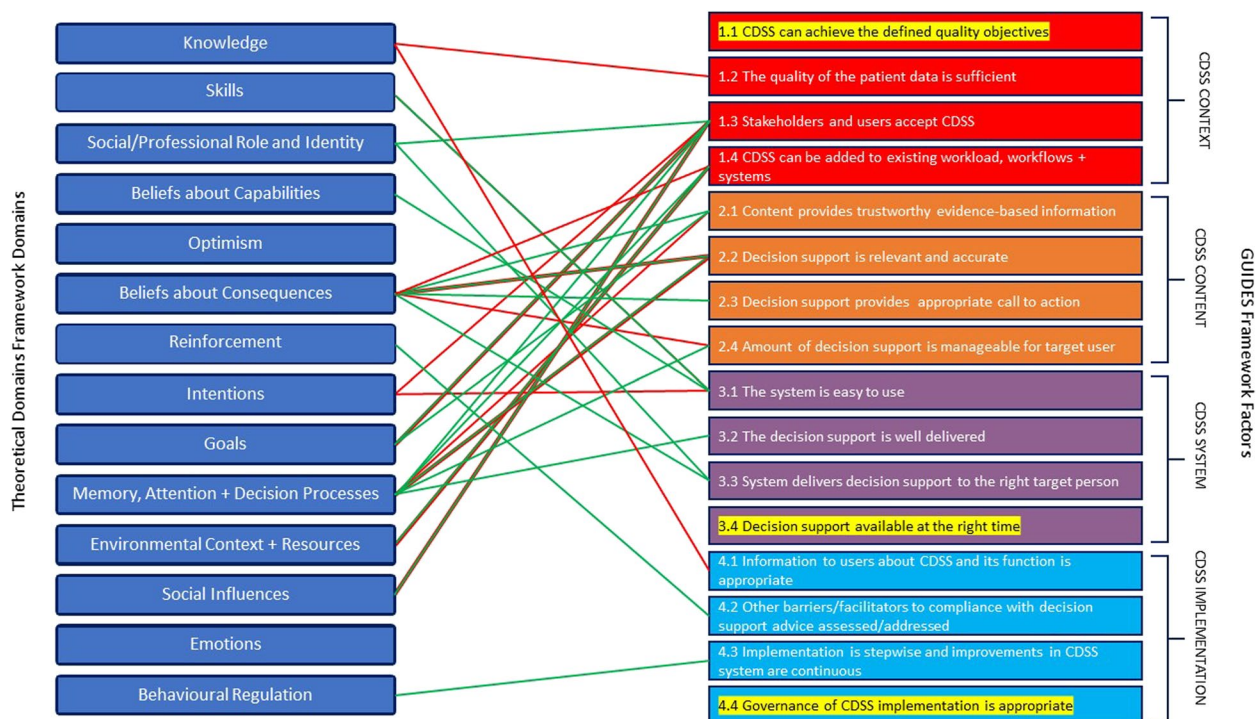 Theoretical Domains Framework Domains
Knowledge
Skills
Social/Professional Role and Identity
Beliefs about Capabilities
Optimism
Beliefs about Consequences
Reinforcement
Intentions
Goals
Memory, Attention + Decision Processes
Environmental Context + Resources
Social Influences
Emotions
Behavioural Regulation
1.1 CDSS can achieve the defined quality objectives
1.2 The quality of the patient data is sufficient
1.3 Stakeholders and users accept CDSS
1.4 CDSS can be added to existing workload, workflows +
systems
2.1 Content provides trustworthy evidence-based information
2.2 Decision support is relevant and accurate
2.3 Decision support provides appropriate call to action
2.4 Amount of decision support is manageable for target user
3.1 The system is easy to use
3.2 The decision support is well delivered
3.3 System delivers decision support to the right target person
3.4 Decision support available at the right time
4.1 Information to users about CDSS and its function is
appropriate
4.2 Other barriers/facilitators to compliance with decision
support advice assessed/addressed
4.3 Implementation is stepwise and improvements in CDSS
system are continuous
4.4 Governance of CDSS implementation is appropriate
CDSS CONTEXT
CDSS CONTENT
CDSS SYSTEM
CDSS IMPLEMENTATION
GUIDES Framework Factors